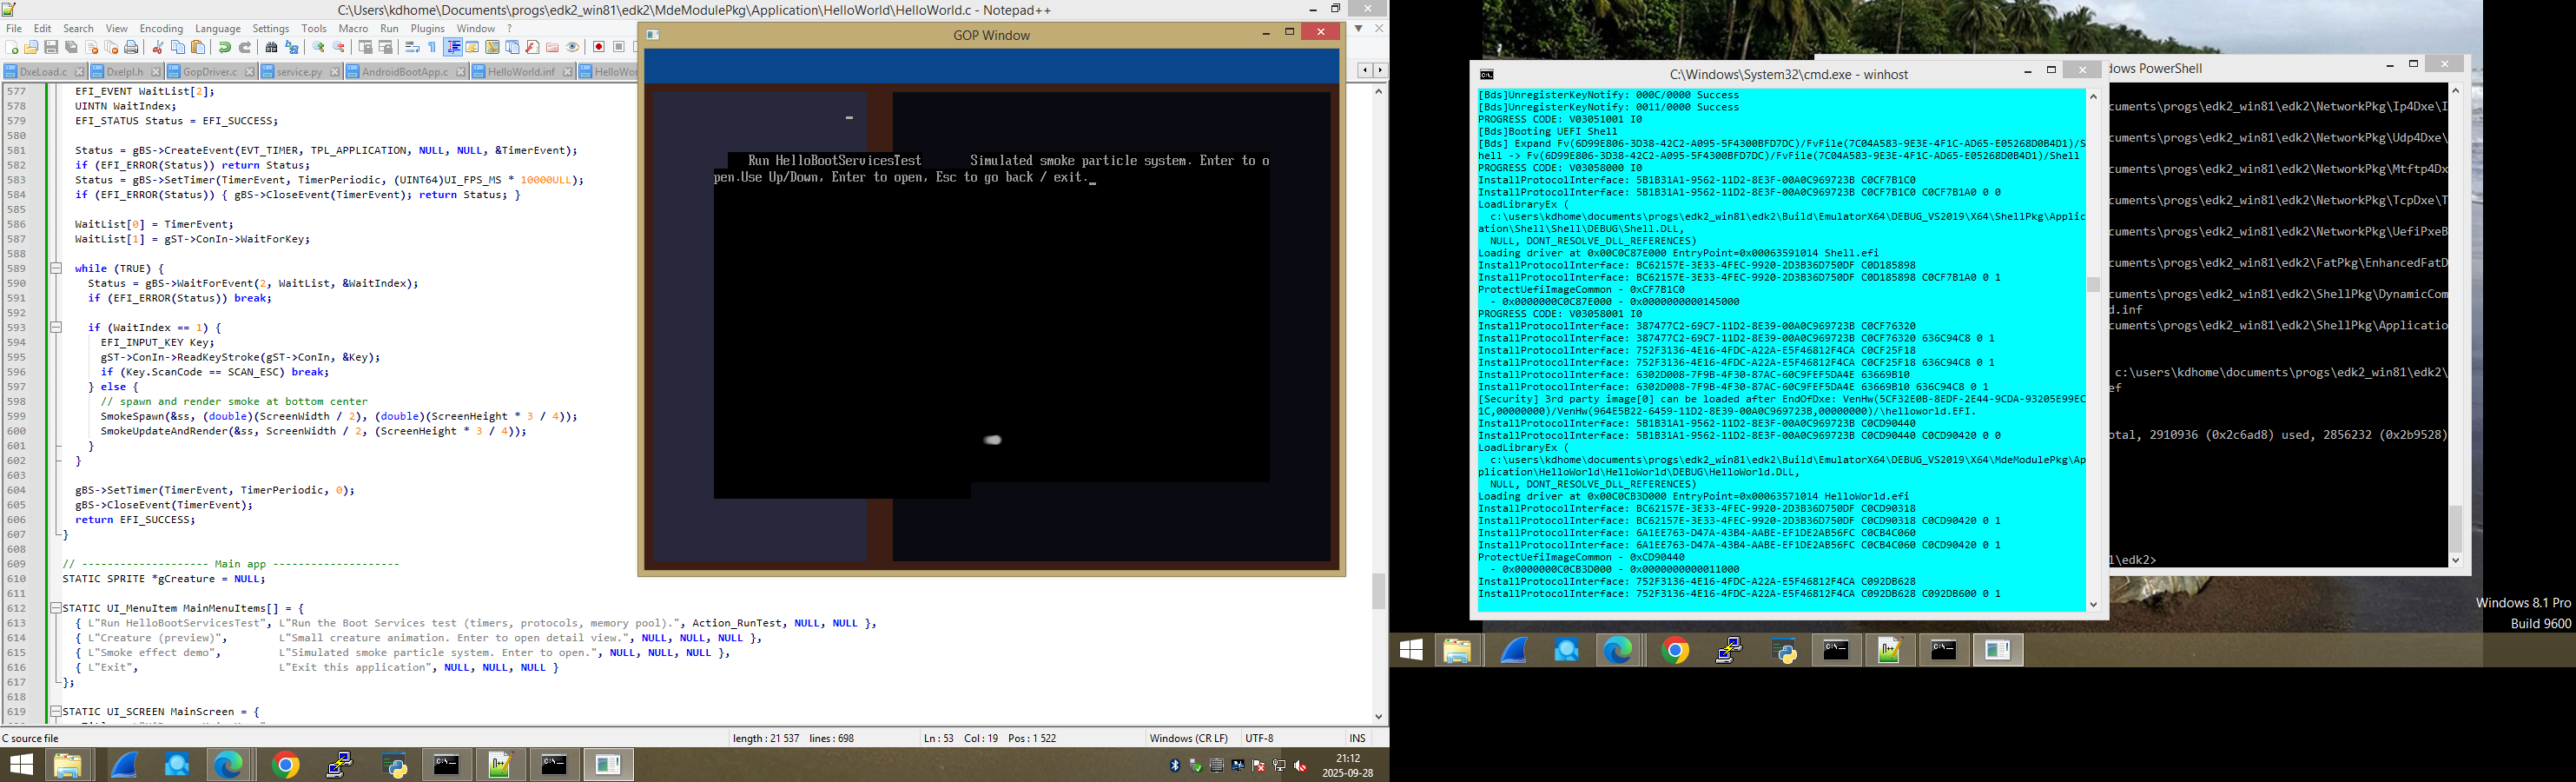 C:\Users\kdhome\Documents\progs\edk2_win81\edk2\MdeModulePkg\Application\HelloWorld\HelloWorld.c - Notepad++
File Edit Search View Encoding Language Settings Tools Macro Run Plugins Window ?
DxeLoad.c DxeIpl.h GopDriver.c service.py AndroidBootApp.c HelloWorld.inf HelloWor
577 EFI_EVENT WaitList[2];
578 UINTN WaitIndex;
579 EFI_STATUS Status = EFI_SUCCESS;
580
581 Status = gBS->CreateEvent(EVT_TIMER, TPL_APPLICATION, NULL, NULL, &TimerEvent);
582 if (EFI_ERROR(Status)) return Status;
583 Status = gBS->SetTimer(TimerEvent, TimerPeriodic, (UINT64)UI_FPS_MS * 10000ULL);
584 if (EFI_ERROR(Status)) { gBS->CloseEvent(TimerEvent); return Status; }
585
586 WaitList[0] = TimerEvent;
587 WaitList[1] = gST->ConIn->WaitForKey;
588
589 while (TRUE) {
590 Status = gBS->WaitForEvent(2, WaitList, &WaitIndex);
591 if (EFI_ERROR(Status)) break;
592
593 if (WaitIndex == 1) {
594 EFI_INPUT_KEY Key;
595 gST->ConIn->ReadKeyStroke(gST->ConIn, &Key);
596 if (Key.ScanCode == SCAN_ESC) break;
597 } else {
598 // spawn and render smoke at bottom center
599 SmokeSpawn(&ss, (double)(ScreenWidth / 2), (double)(ScreenHeight * 3 / 4));
600 SmokeUpdateAndRender(&ss, ScreenWidth / 2, (ScreenHeight * 3 / 4));
601 }
602 }
603
604 gBS->SetTimer(TimerEvent, TimerPeriodic, 0);
605 gBS->CloseEvent(TimerEvent);
606 return EFI_SUCCESS;
607 }
608
609 // ------------------- Main app -------------------
610 STATIC SPRITE *gCreature = NULL;
611
612 STATIC UI_MenuItem MainMenuItems[] = {
613 { L"Run HelloBootServicesTest", L"Run the Boot Services test (timers, protocols, memory pool).", Action_RunTest, NULL, NULL },
614 { L"Creature (preview)", L"Small creature animation. Enter to open detail view.", NULL, NULL, NULL },
615 { L"Smoke effect demo", L"Simulated smoke particle system. Enter to open.", NULL, NULL, NULL },
616 { L"Exit", L"Exit this application", NULL, NULL, NULL }
617 };
618
619 STATIC UI_SCREEN MainScreen = {
C source file length : 21 537 lines : 698 Ln : 53 Col : 19 Pos : 1 522 Windows (CR LF) UTF-8 INS
21:12
2025-09-28
GOP Window
Run HelloBootServicesTest Simulated smoke particle system. Enter to o
pen.Use Up/Down, Enter to open, Esc to go back / exit.
C:\Windows\System32\cmd.exe - winhost
[Bds]UnregisterKeyNotify: 000C/0000 Success
[Bds]UnregisterKeyNotify: 0011/0000 Success
PROGRESS CODE: V03051001 I0
[Bds]Booting UEFI Shell
[Bds] Expand Fv(6D99E806-3D38-42C2-A095-5F4300BFD7DC)/FvFile(7C04A583-9E3E-4F1C-AD65-E05268D0B4D1)/S
hell -> Fv(6D99E806-3D38-42C2-A095-5F4300BFD7DC)/FvFile(7C04A583-9E3E-4F1C-AD65-E05268D0B4D1)/Shell
PROGRESS CODE: V03058000 I0
InstallProtocolInterface: 5B1B31A1-9562-11D2-8E3F-00A0C969723B C0CF7B1C0
InstallProtocolInterface: 5B1B31A1-9562-11D2-8E3F-00A0C969723B C0CF7B1C0 C0CF7B1A0 0 0
LoadLibraryEx (
c:\users\kdhome\documents\progs\edk2_win81\edk2\Build\EmulatorX64\DEBUG_VS2019\X64\ShellPkg\Applic
ation\Shell\Shell\DEBUG\Shell.DLL,
NULL, DONT_RESOLVE_DLL_REFERENCES)
Loading driver at 0x00C0C87E000 EntryPoint=0x00063591014 Shell.efi
InstallProtocolInterface: BC62157E-3E33-4FEC-9920-2D3B36D750DF C0D185898
InstallProtocolInterface: BC62157E-3E33-4FEC-9920-2D3B36D750DF C0D185898 C0CF7B1A0 0 1
ProtectUefiImageCommon - 0xCF7B1C0
- 0x0000000C0C87E000 - 0x0000000000145000
PROGRESS CODE: V03058001 I0
InstallProtocolInterface: 387477C2-69C7-11D2-8E39-00A0C969723B C0CF76320
InstallProtocolInterface: 387477C2-69C7-11D2-8E39-00A0C969723B C0CF76320 636C94C8 0 1
InstallProtocolInterface: 752F3136-4E16-4FDC-A22A-E5F46812F4CA C0CF25F18
InstallProtocolInterface: 752F3136-4E16-4FDC-A22A-E5F46812F4CA C0CF25F18 636C94C8 0 1
InstallProtocolInterface: 6302D008-7F9B-4F30-87AC-60C9FEF5DA4E 63669B10
InstallProtocolInterface: 6302D008-7F9B-4F30-87AC-60C9FEF5DA4E 63669B10 636C94C8 0 1
[Security] 3rd party image[0] can be loaded after EndOfDxe: VenHw(5CF32E0B-8EDF-2E44-9CDA-93205E99EC
1C,00000000)/VenHw(964E5B22-6459-11D2-8E39-00A0C969723B,00000000)/\helloworld.EFI.
InstallProtocolInterface: 5B1B31A1-9562-11D2-8E3F-00A0C969723B C0CD90440
InstallProtocolInterface: 5B1B31A1-9562-11D2-8E3F-00A0C969723B C0CD90440 C0CD90420 0 0
LoadLibraryEx (
c:\users\kdhome\documents\progs\edk2_win81\edk2\Build\EmulatorX64\DEBUG_VS2019\X64\MdeModulePkg\Ap
plication\HelloWorld\HelloWorld\DEBUG\HelloWorld.DLL,
NULL, DONT_RESOLVE_DLL_REFERENCES)
Loading driver at 0x00C0CB3D000 EntryPoint=0x00063571014 HelloWorld.efi
InstallProtocolInterface: BC62157E-3E33-4FEC-9920-2D3B36D750DF C0CD90318
InstallProtocolInterface: BC62157E-3E33-4FEC-9920-2D3B36D750DF C0CD90318 C0CD90420 0 1
InstallProtocolInterface: 6A1EE763-D47A-43B4-AABE-EF1DE2AB56FC C0CB4C060
InstallProtocolInterface: 6A1EE763-D47A-43B4-AABE-EF1DE2AB56FC C0CB4C060 C0CD90420 0 1
ProtectUefiImageCommon - 0xCD90440
- 0x0000000C0CB3D000 - 0x0000000000011000
InstallProtocolInterface: 752F3136-4E16-4FDC-A22A-E5F46812F4CA C092DB628
InstallProtocolInterface: 752F3136-4E16-4FDC-A22A-E5F46812F4CA C092DB628 C092DB600 0 1
dows PowerShell
cuments\progs\edk2_win81\edk2\NetworkPkg\Ip4Dxe\I
cuments\progs\edk2_win81\edk2\NetworkPkg\Udp4Dxe\
cuments\progs\edk2_win81\edk2\NetworkPkg\Mtftp4Dx
cuments\progs\edk2_win81\edk2\NetworkPkg\TcpDxe\T
cuments\progs\edk2_win81\edk2\NetworkPkg\UefiPxeB
cuments\progs\edk2_win81\edk2\FatPkg\EnhancedFatD
cuments\progs\edk2_win81\edk2\ShellPkg\DynamicCom
d.inf
cuments\progs\edk2_win81\edk2\ShellPkg\Applicatio
c:\users\kdhome\documents\progs\edk2_win81\edk2\
ef
otal, 2910936 (0x2c6ad8) used, 2856232 (0x2b9528)
1\edk2>
Windows 8.1 Pro
Build 9600